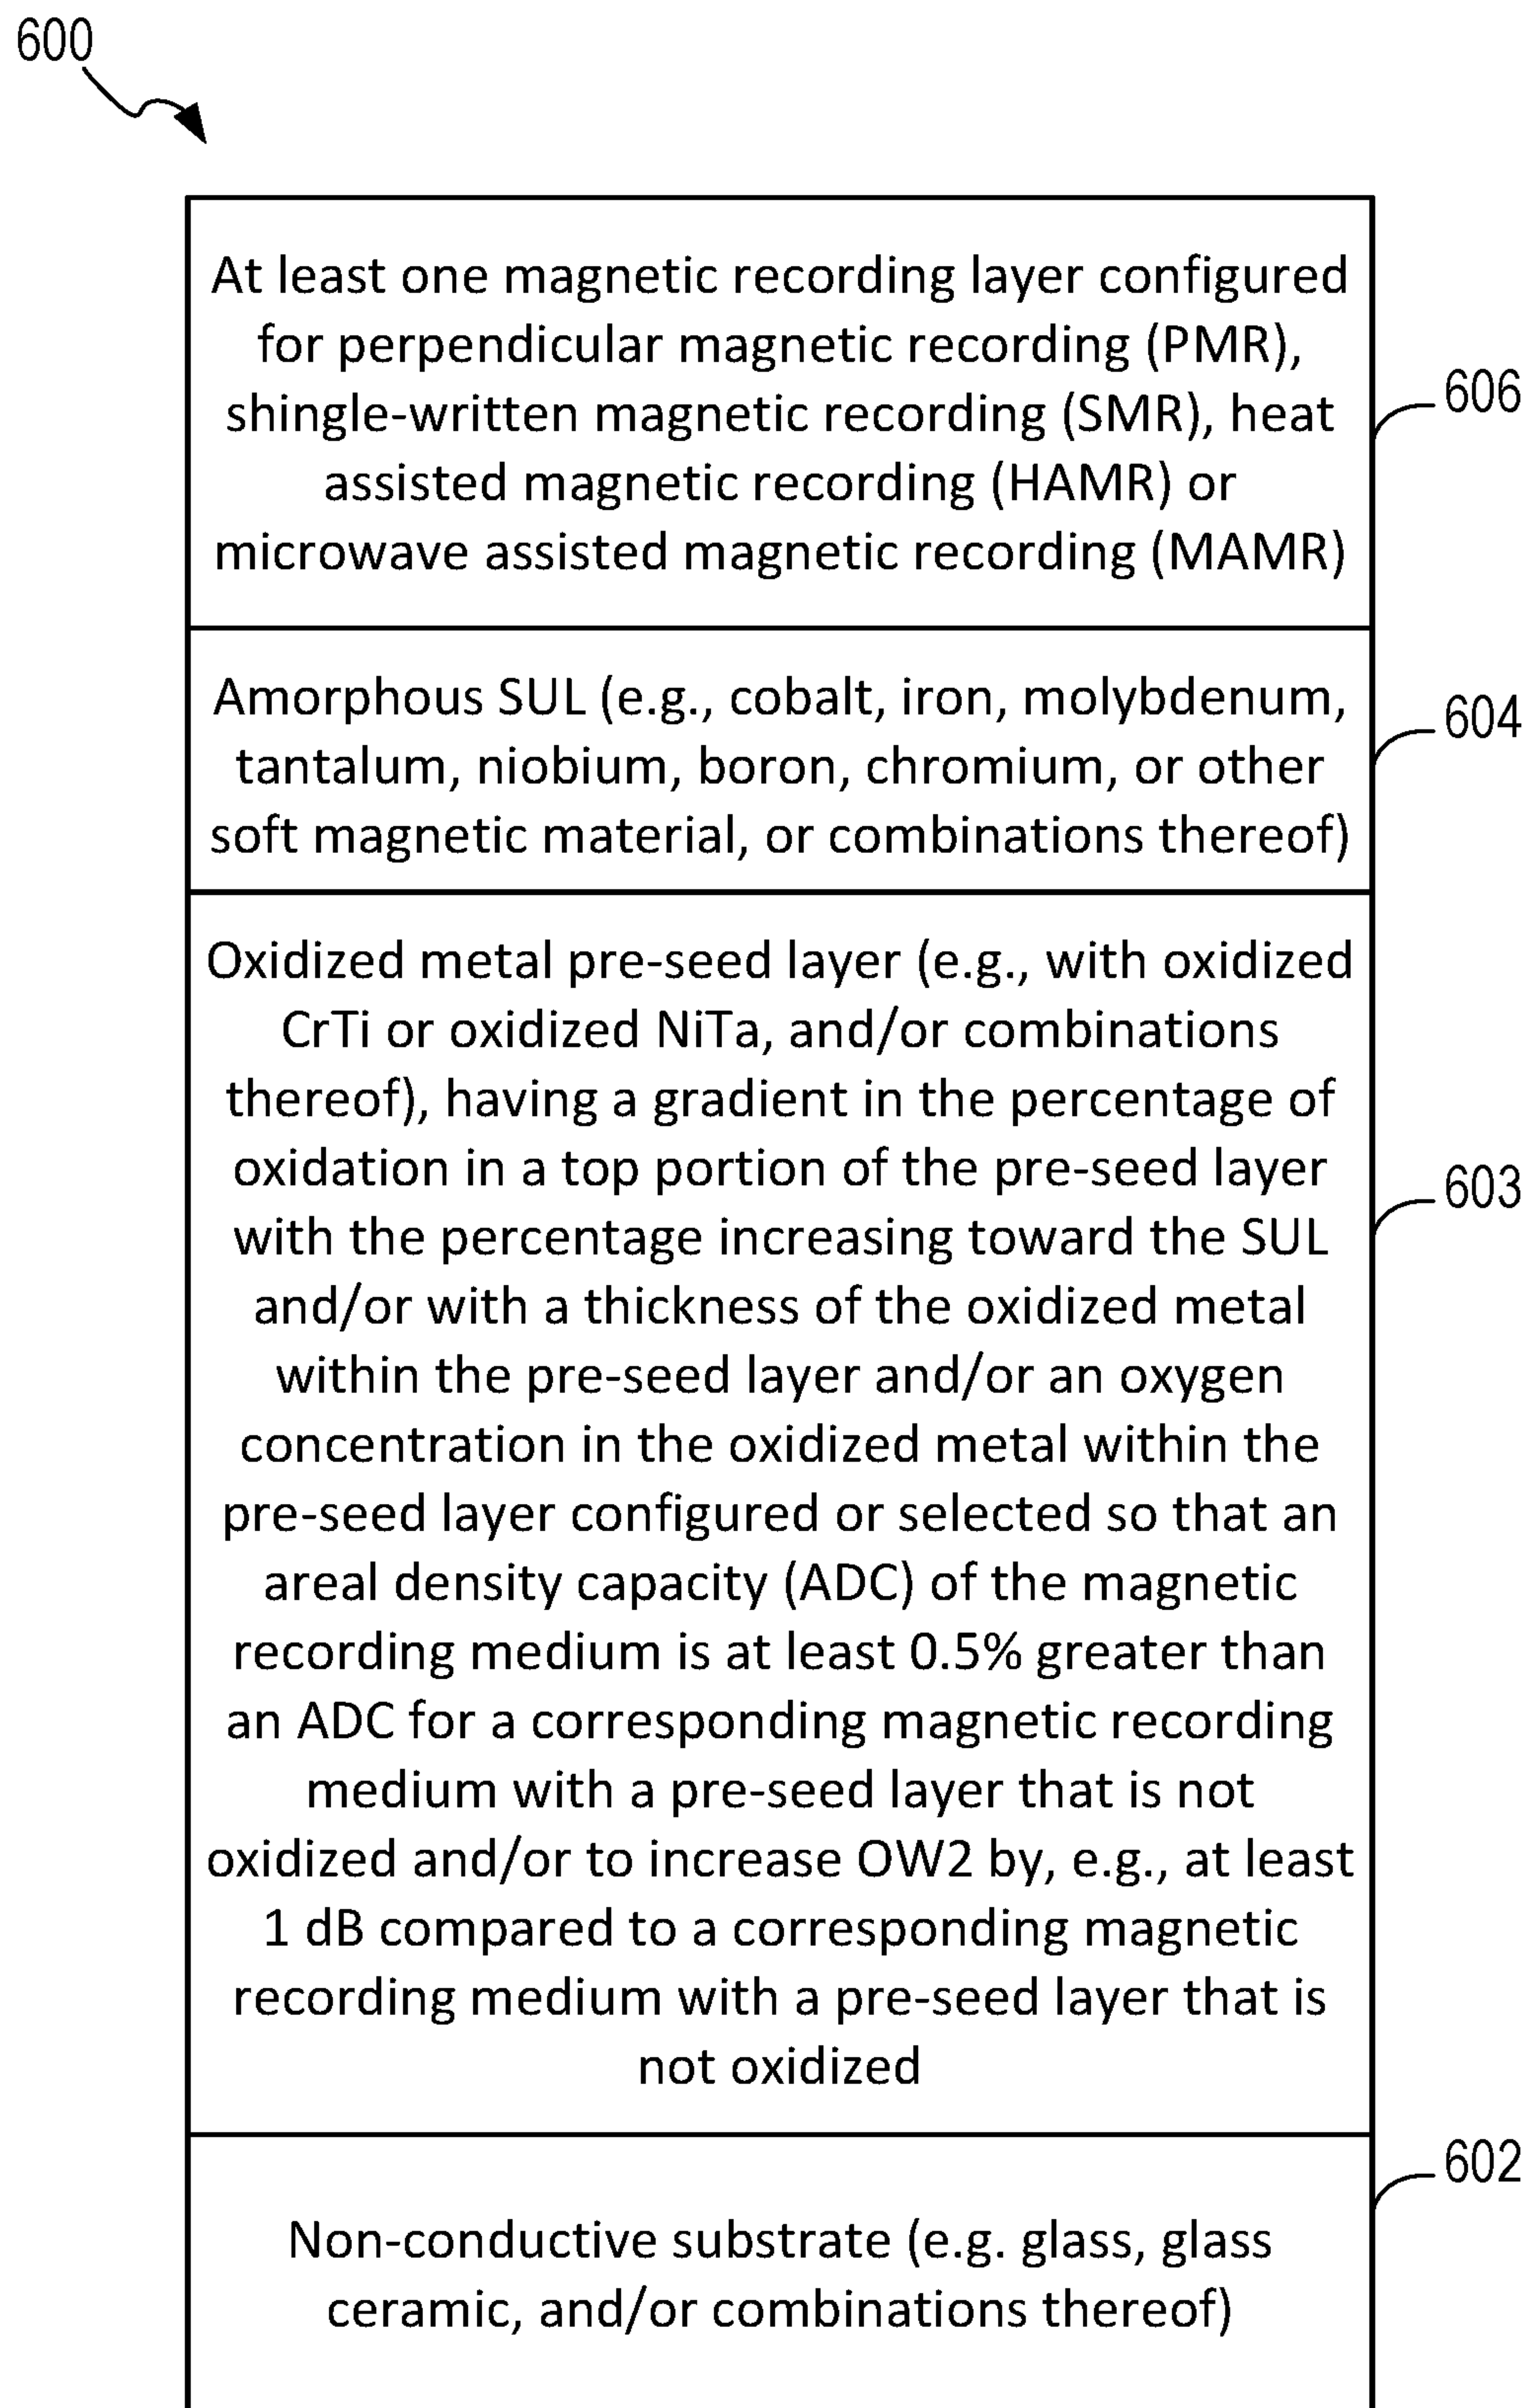 600
At least one magnetic recording layer configured
for perpendicular magnetic recording (PMR),
shingle-written magnetic recording (SMR), heat
assisted magnetic recording (HAMR) or
microwave assisted magnetic recording (MAMR)
606
Amorphous SUL (e.g., cobalt, iron, molybdenum,
tantalum, niobium, boron, chromium, or other
soft magnetic material, or combinations thereof)
604
Oxidized metal pre-seed layer (e.g., with oxidized
CrTi or oxidized NiTa, and/or combinations
thereof), having a gradient in the percentage of
oxidation in a top portion of the pre-seed layer
with the percentage increasing toward the SUL
and/or with a thickness of the oxidized metal
within the pre-seed layer and/or an oxygen
concentration in the oxidized metal within the
pre-seed layer configured or selected so that an
areal density capacity (ADC) of the magnetic
recording medium is at least 0.5% greater than
an ADC for a corresponding magnetic recording
medium with a pre-seed layer that is not
oxidized and/or to increase OW2 by, e.g., at least
1 dB compared to a corresponding magnetic
recording medium with a pre-seed layer that is
not oxidized
603
Non-conductive substrate (e.g. glass, glass
ceramic, and/or combinations thereof)
602